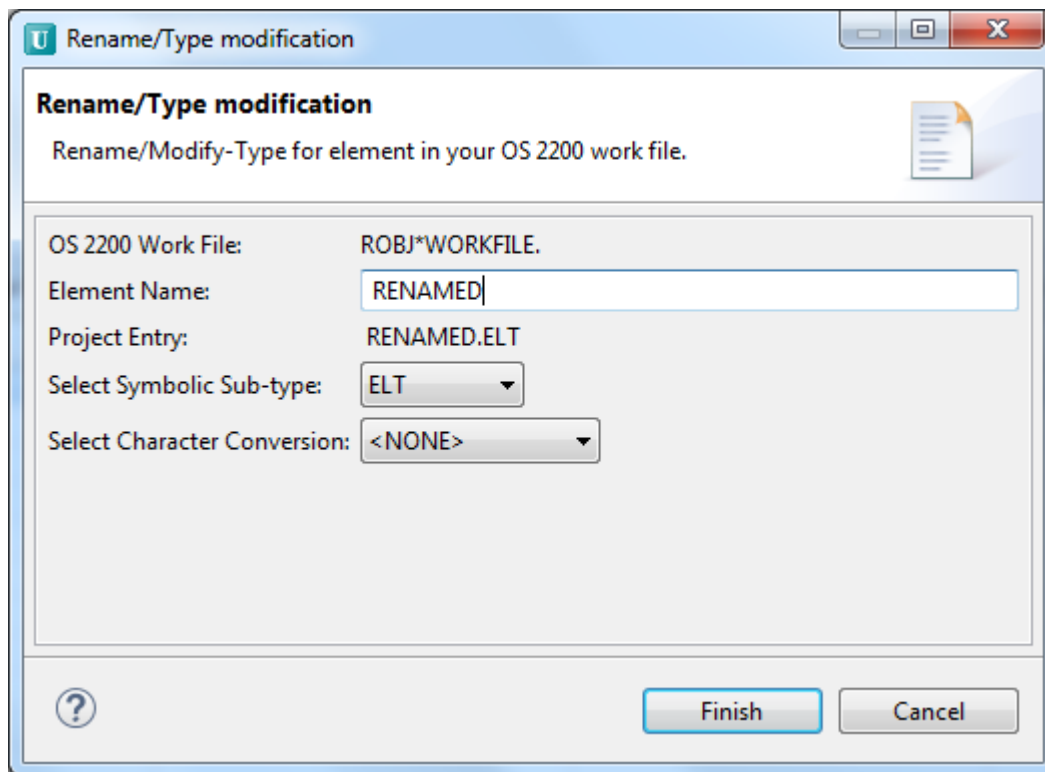 U Rename/Type modification
Rename/Type modification
Rename/Modify-Type for element in your OS 2200 work file.
OS 2200 Work File: ROBJ*WORKFILE.
Element Name: RENAMED
Project Entry: RENAMED.ELT
Select Symbolic Sub-type: ELT
Select Character Conversion: <NONE>
? Finish Cancel